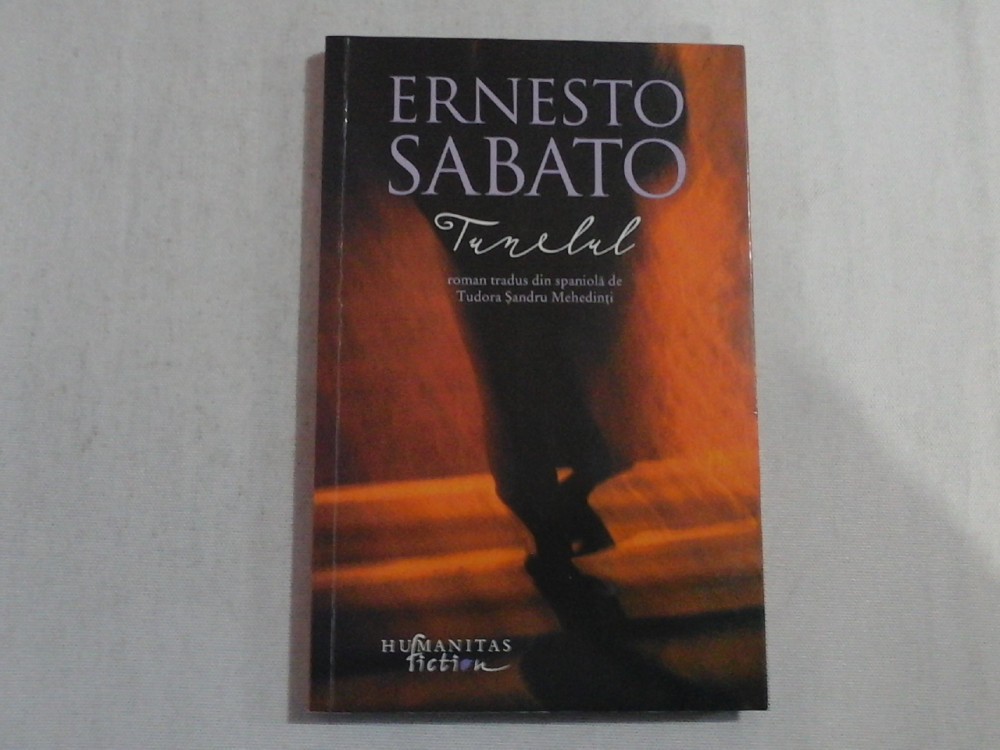 ERNESTO
SABATO
Tunelul
roman tradus din spaniolă de
Tudora Şandru Mehedinţi
HUMANITAS
fiction